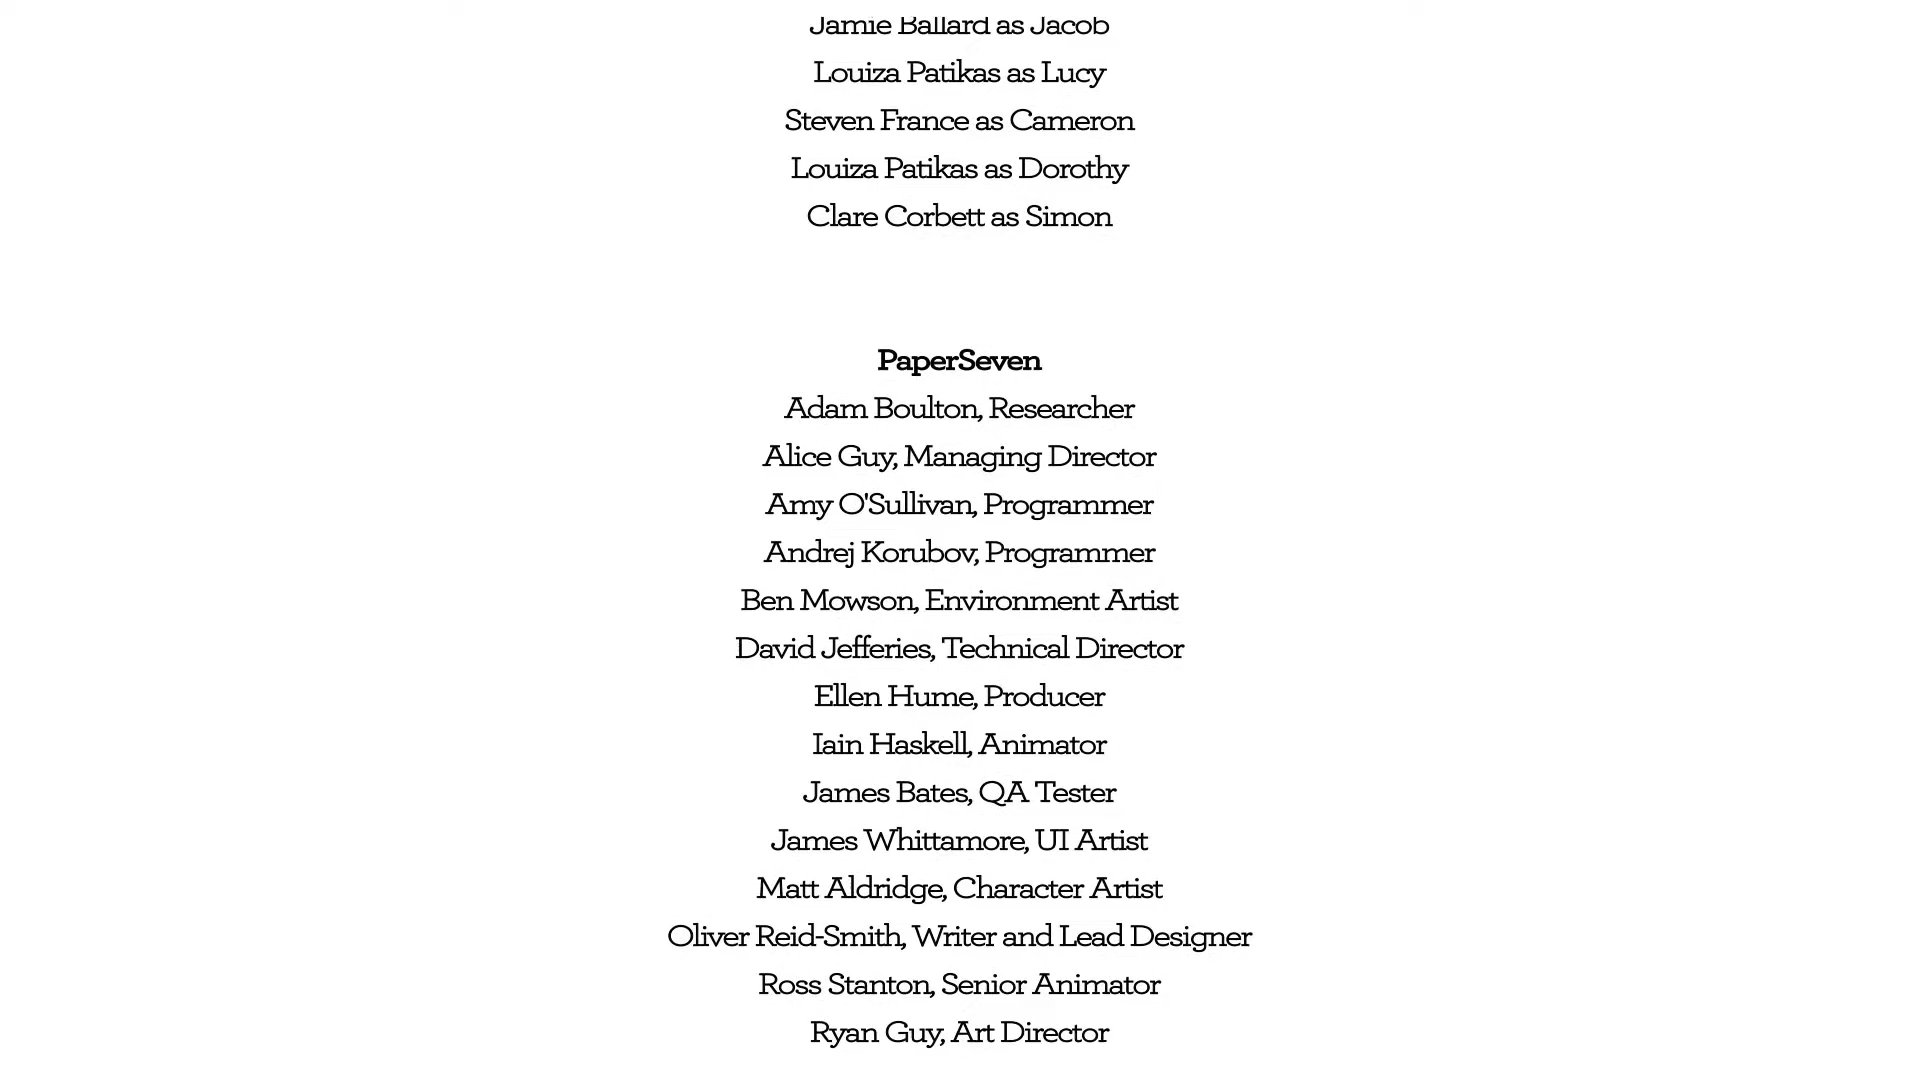 Jamie Ballard as Jacob
Louiza Patikas as Lucy
Steven France as Cameron
Louiza Patikas as Dorothy
Clare Corbett as Simon
PaperSeven
Adam Boulton, Researcher
Alice Guy, Managing Director
Amy O'Sullivan, Programmer
Andrej Korubov, Programmer
Ben Mowson, Environment Artist
David Jefferies, Technical Director
Ellen Hume, Producer
Iain Haskell, Animator
James Bates, QA Tester
James Whittamore, UI Artist
Matt Aldridge, Character Artist
Oliver Reid-Smith, Writer and Lead Designer
Ross Stanton, Senior Animator
Ryan Guy, Art Director